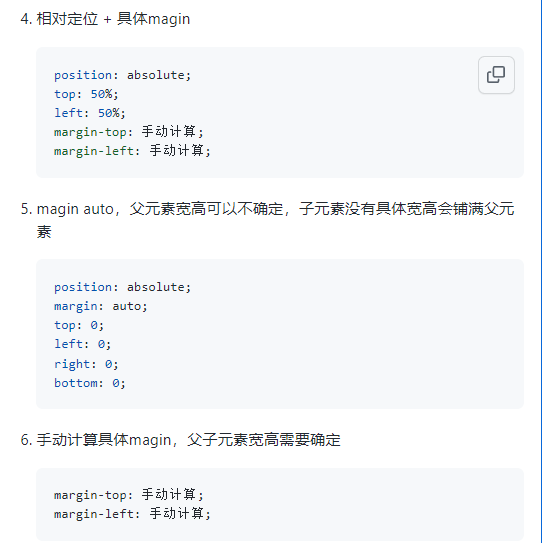 4. 相对定位 + 具体magin
position: absolute;
top: 50%;
left: 50%;
margin-top: 手动计算;
margin-left: 手动计算;
5. magin auto，父元素宽高可以不确定，子元素没有具体宽高会铺满父元
素
position: absolute;
margin: auto;
top: 0;
left: 0;
right: 0;
bottom: 0;
6. 手动计算具体magin，父子元素宽高需要确定
margin-top: 手动计算;
margin-left: 手动计算;